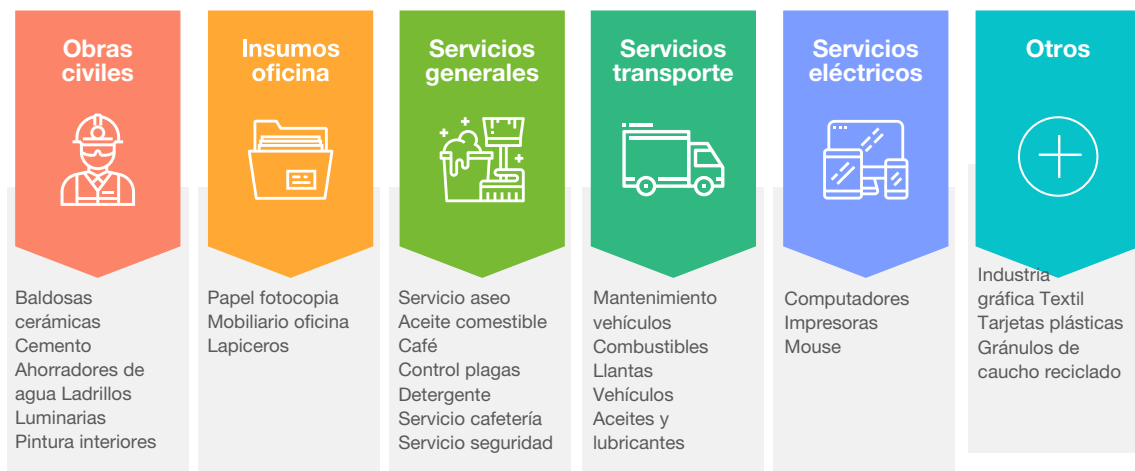 Obras
civiles
Baldosas
cerámicas
Cemento
Ahorradores de
agua Ladrillos
Luminarias
Pintura interiores
Insumos
oficina
Papel fotocopia
Mobiliario oficina
Lapiceros
Servicios
generales
Servicio aseo
Aceite comestible
Café
Control plagas
Detergente
Servicio cafetería
Servicio seguridad
Servicios
transporte
Mantenimiento
vehículos
Combustibles
Llantas
Vehículos
Aceites y
lubricantes
Servicios
eléctricos
Computadores
Impresoras
Mouse
Otros
Industria
gráfica Textil
Tarjetas plásticas
Gránulos de
caucho reciclado